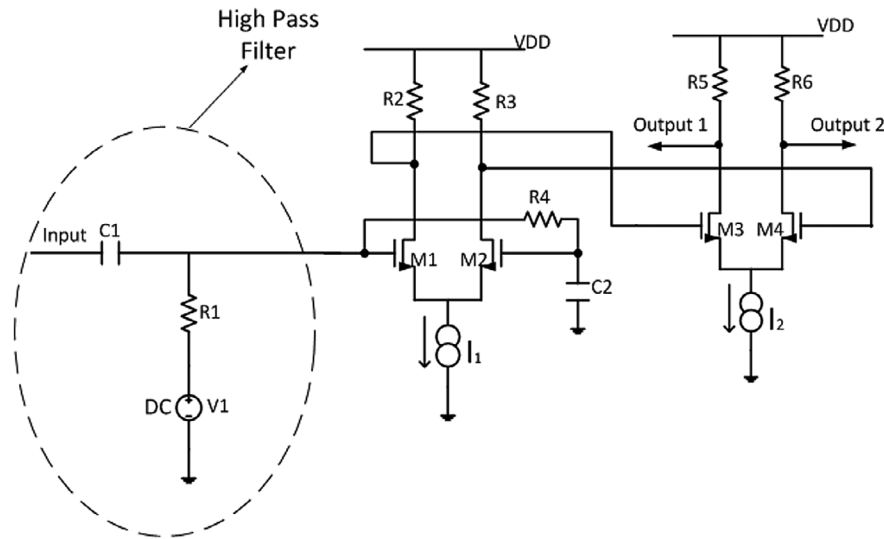 High Pass
Filter
VDD
VDD
R2
R3
R5
R6
Output 1
Output 2
R4
Input
C1
M1
M2
M3
M4
C2
R1
I₁
I₂
DC
+
-
V1